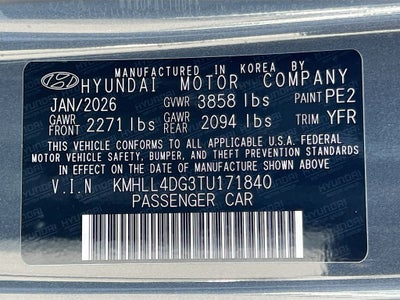 MANUFACTURED IN KOREA BY
HYUNDAI MOTOR COMPANY
JAN/2026 GVWR 3858 lbs PAINT PE2
GAWR FRONT 2271 lbs GAWR REAR 2094 lbs TRIM YFR
THIS VEHICLE CONFORMS TO ALL APPLICABLE U.S.A. FEDERAL
MOTOR VEHICLE SAFETY, BUMPER, AND THEFT PREVENTION STANDARDS
IN EFFECT ON THE DATE OF MANUFACTURE SHOWN ABOVE.
V.I.N KMHLL4DG3TU171840
PASSENGER CAR